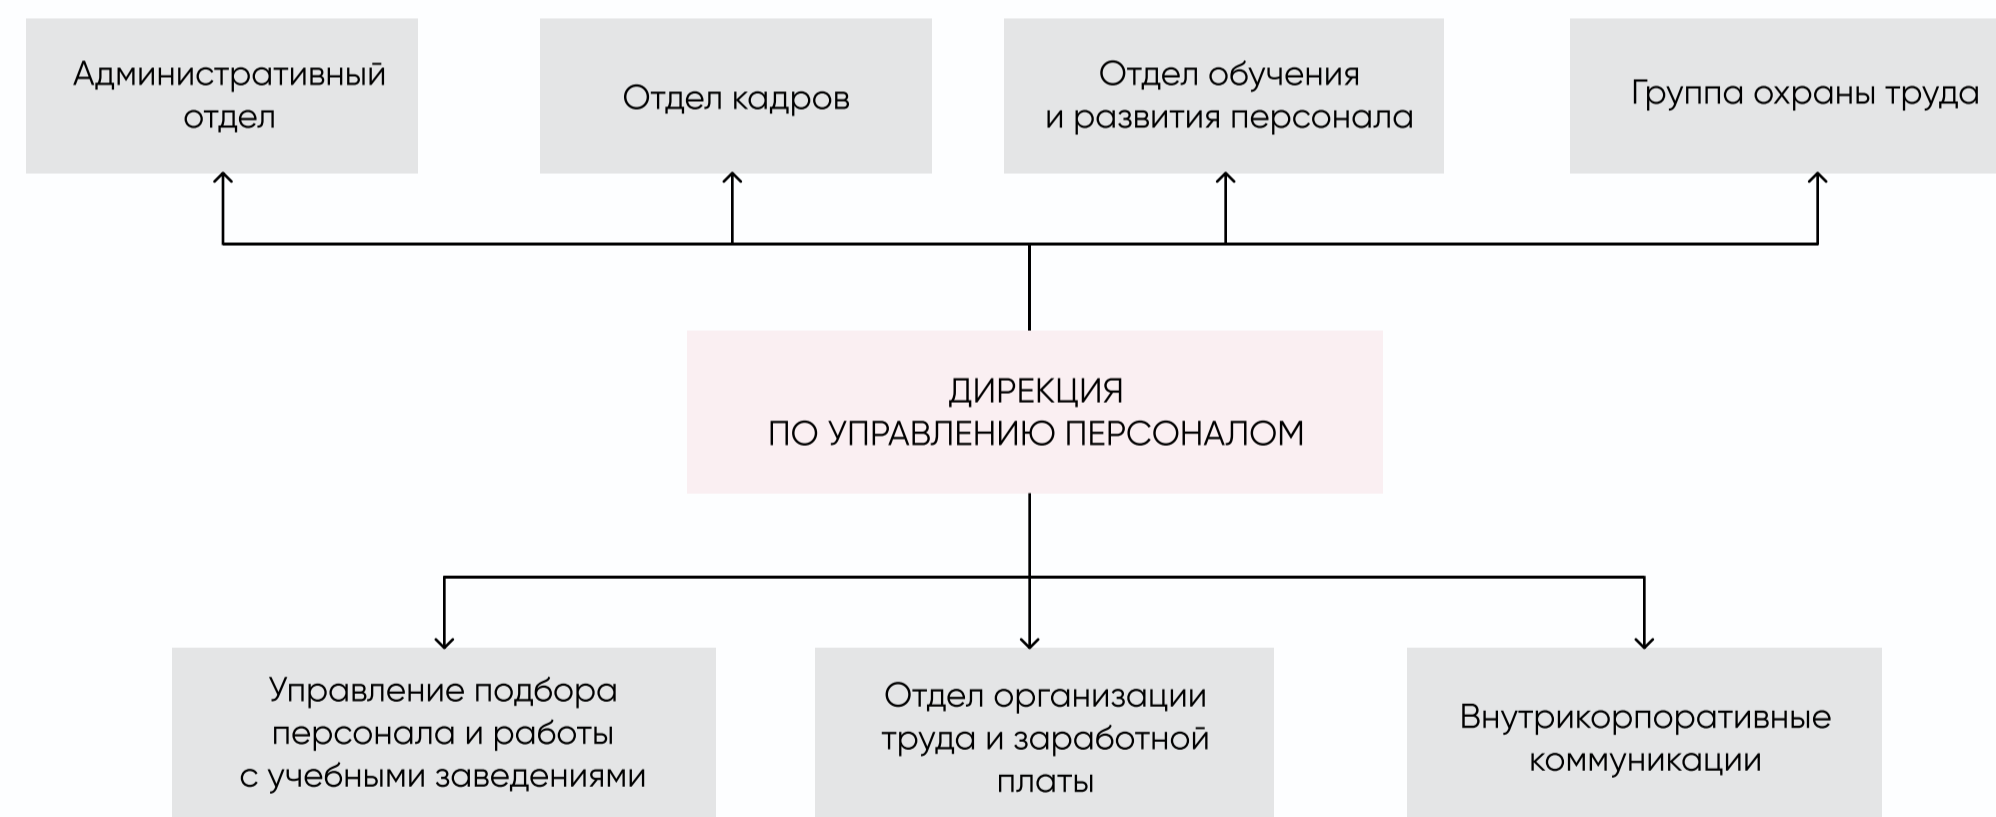 Административный
отдел
Отдел кадров
Отдел обучения
и развития персонала
Группа охраны труда
ДИРЕКЦИЯ
ПО УПРАВЛЕНИЮ ПЕРСОНАЛОМ
Управление подбора
персонала и работы
с учебными заведениями
Отдел организации
труда и заработной
платы
Внутрикорпоративные
коммуникации